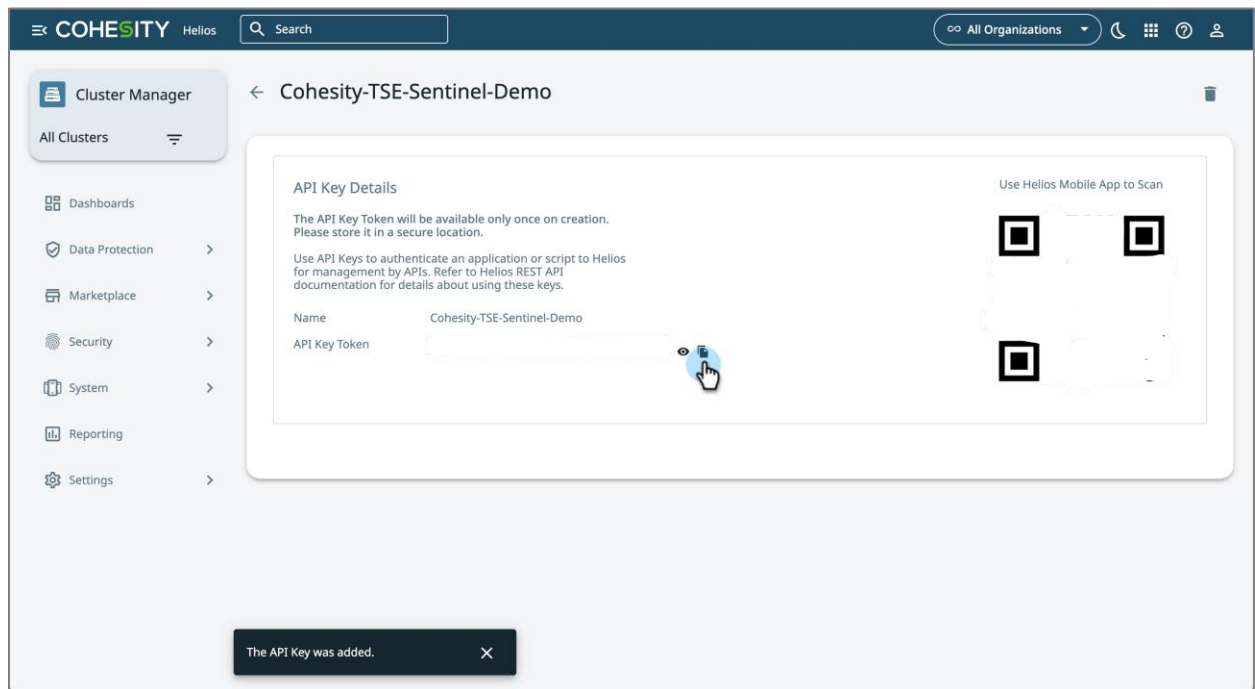 COHESITY Helios
Search
All Organizations
Cluster Manager
All Clusters
Dashboards
Data Protection
Marketplace
Security
System
Reporting
Settings
Cohesity-TSE-Sentinel-Demo
API Key Details
The API Key Token will be available only once on creation.
Please store it in a secure location.
Use API Keys to authenticate an application or script to Helios
for management by APIs. Refer to Helios REST API
documentation for details about using these keys.
Name Cohesity-TSE-Sentinel-Demo
API Key Token
Use Helios Mobile App to Scan
The API Key was added.